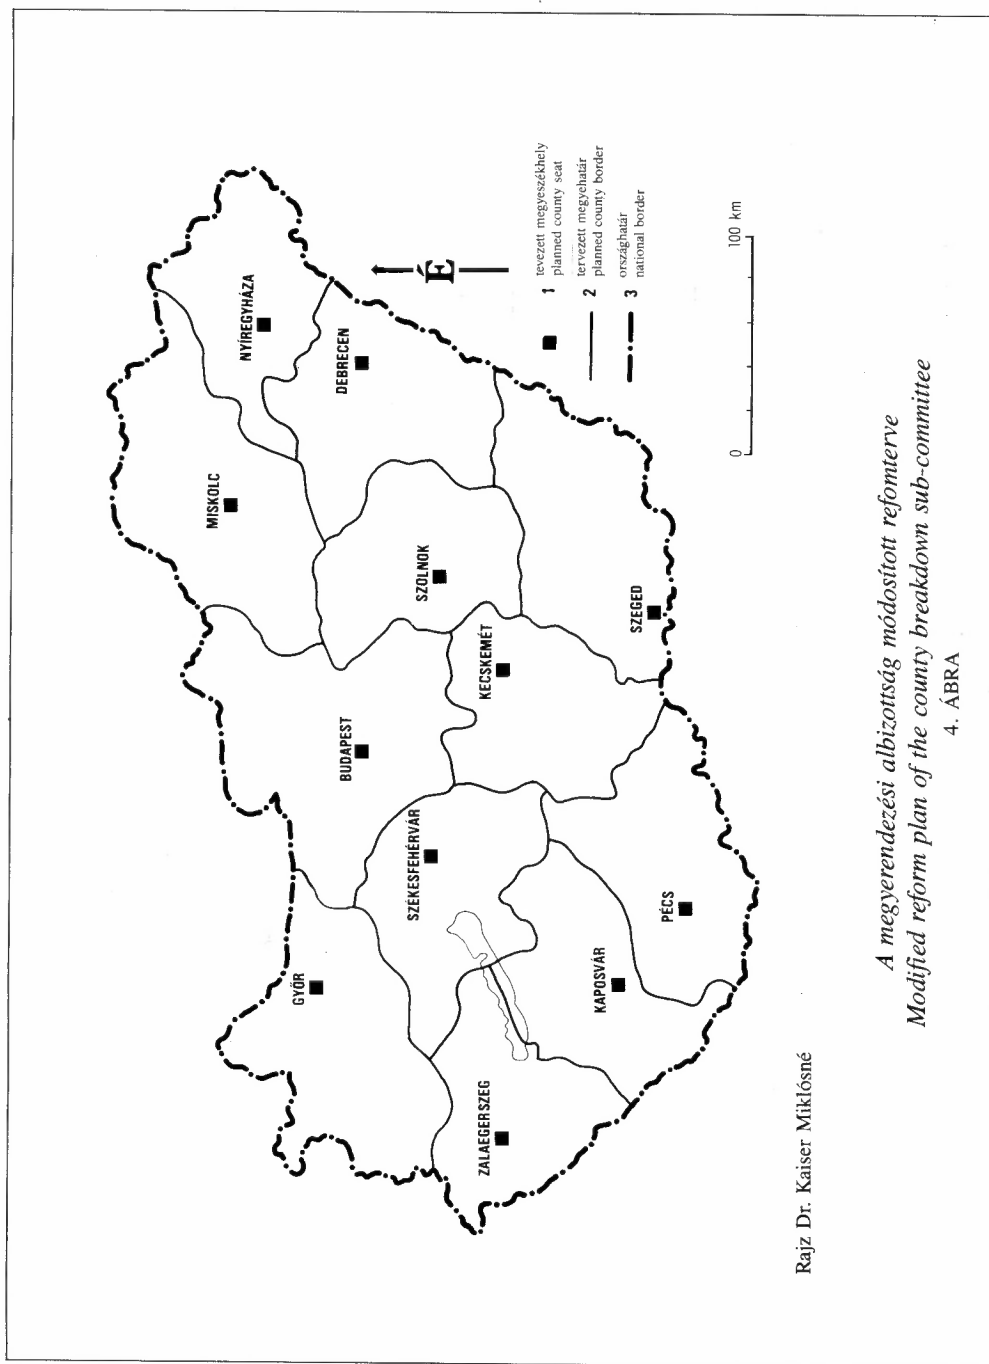 MISKOLC
NYÍREGYHÁZA
DEBRECEN
GYŐR
BUDAPEST
SZÉKESFEHÉRVÁR
SZOLNOK
ZALAEGERSZEG
KECSKEMÉT
KAPOSVÁR
PÉCS
SZEGED
É
1 tevezett megyeszékhely
planned county seat
2 tervezett megyehatár
planned county border
3 országhatár
national border
0 100 km
Rajz Dr. Kaiser Miklósné
A megyerendezési albizottság módosított refomterve
Modified reform plan of the county breakdown sub-committee
4. ÁBRA